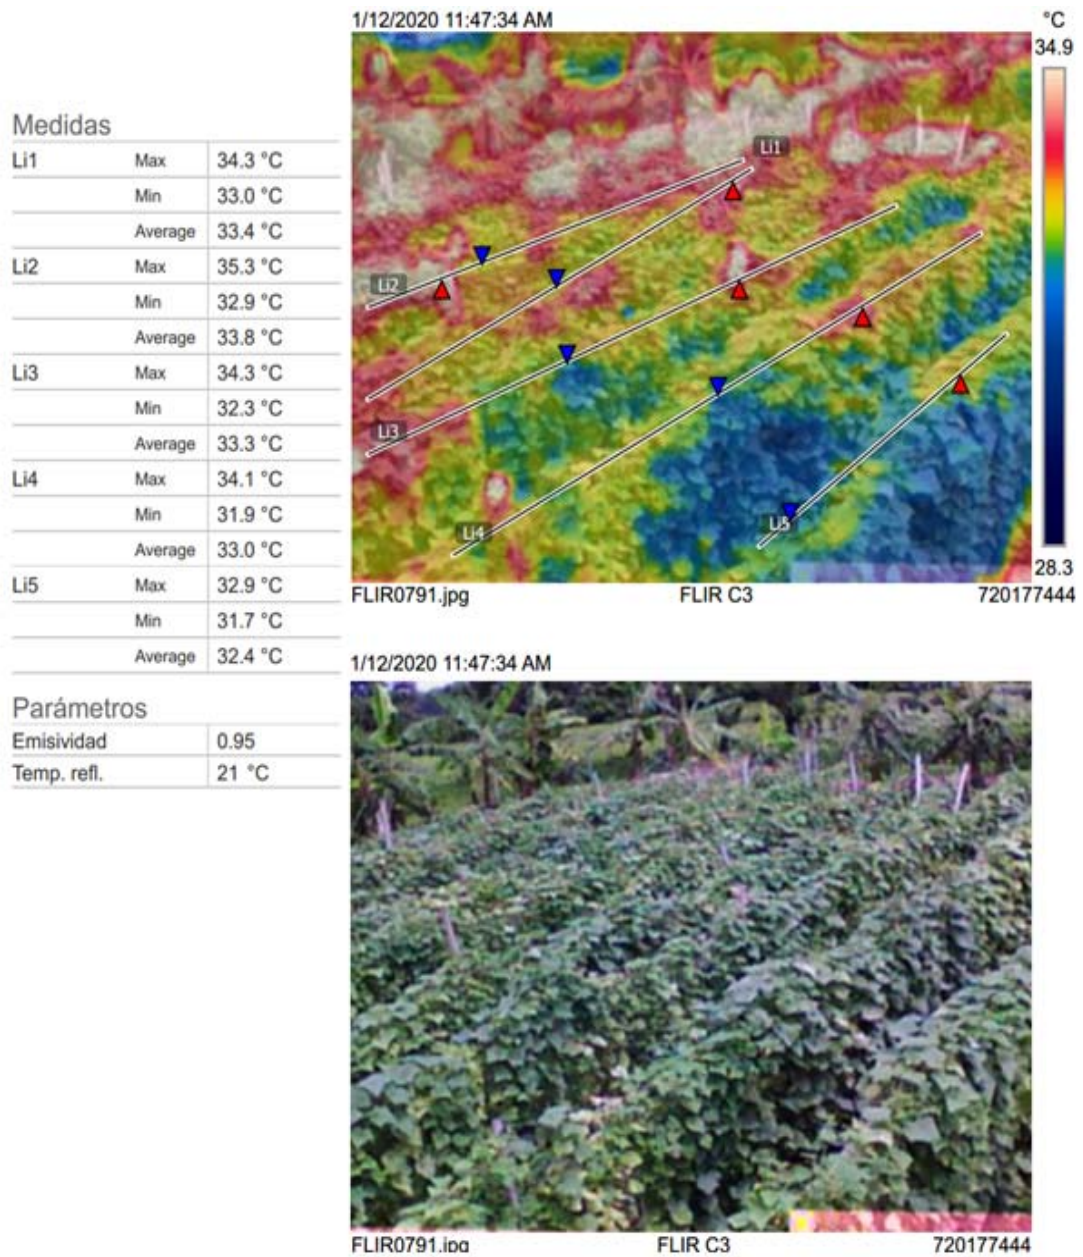 1/12/2020 11:47:34 AM
°C
34.9
Medidas
Li1 Max 34.3 °C
Min 33.0 °C
Average 33.4 °C
Li2 Max 35.3 °C
Min 32.9 °C
Average 33.8 °C
Li3 Max 34.3 °C
Min 32.3 °C
Average 33.3 °C
Li4 Max 34.1 °C
Min 31.9 °C
Average 33.0 °C
Li5 Max 32.9 °C
Min 31.7 °C
Average 32.4 °C
Parámetros
Emisividad 0.95
Temp. refl. 21 °C
Li1
Li2
Li3
Li4
Li5
28.3
FLIR0791.jpg FLIR C3 720177444
1/12/2020 11:47:34 AM
FLIR0791.jpg FLIR C3 720177444